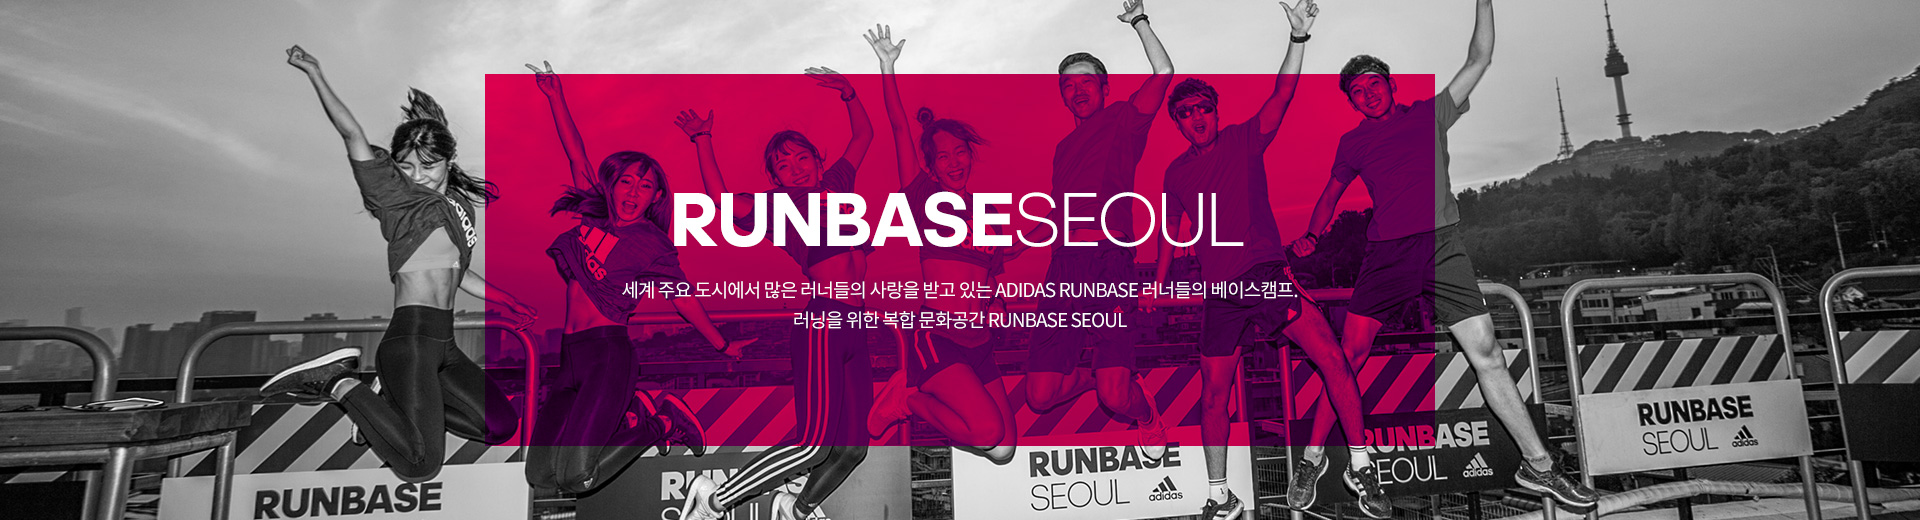 RUNBASESEOUL
세계 주요 도시에서 많은 러너들의 사랑을 받고 있는 ADIDAS RUNBASE 러너들의 베이스캠프.
러닝을 위한 복합 문화공간 RUNBASE SEOUL
adidas
adidas
RUNBASE
SEOUL
adidas
RUNBASE
SEOUL
adidas
RUNBASE
SEOUL
adidas
RUNBASE